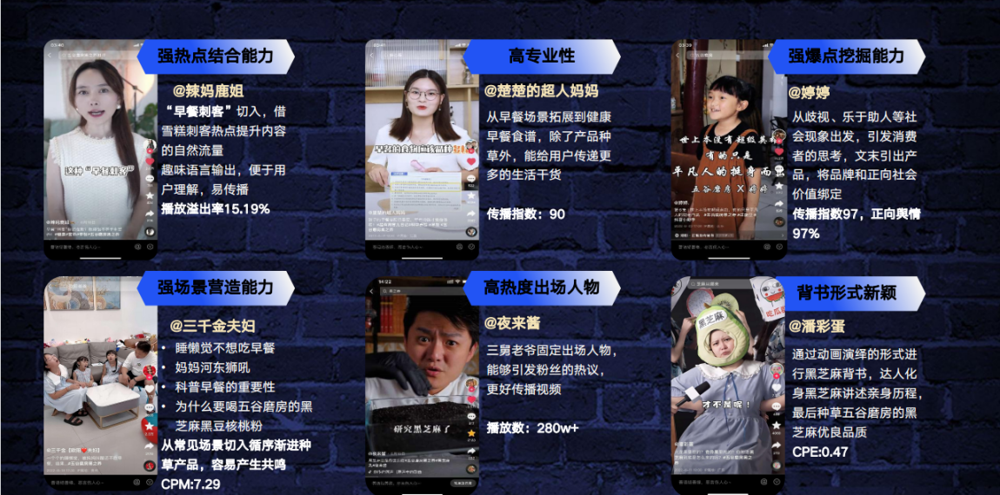 强热点结合能力
@辣妈鹿姐
“早餐刺客”切入，借
雪糕刺客热点提升内容
的自然流量
趣味语言输出，便于用
户理解，易传播
播放溢出率15.19%
这种“早餐刺客”
高专业性
@楚楚的超人妈妈
从早餐场景拓展到健康
早餐食谱，除了产品种
草外，能给用户传递更
多的生活干货
传播指数：90
强爆点挖掘能力
@婷婷
从歧视、乐于助人等社
会现象出发，引发消费
者的思考，文末引出产
品，将品牌和正向社会
价值绑定
传播指数97，正向舆情
97%
世上本没有超级英
有的只是
平凡人的挺身而出
五谷磨房 X 婷婷
强场景营造能力
@三千金夫妇
• 睡懒觉不想吃早餐
• 妈妈河东狮吼
• 科普早餐的重要性
• 为什么要喝五谷磨房的黑
芝麻黑豆核桃粉
从常见场景切入循序渐进种
草产品，容易产生共鸣
CPM:7.29
高热度出场人物
@夜来酱
三舅老爷固定出场人物，
能够引发粉丝的热议，
更好传播视频
播放数：280w+
14:22
研究黑芝麻了
背书形式新颖
@潘彩蛋
通过动画演绎的形式进
行黑芝麻背书，达人化
身黑芝麻讲述亲身历程，
最后种草五谷磨房的黑
芝麻优良品质
CPE:0.47
黑芝麻
才不是呢！